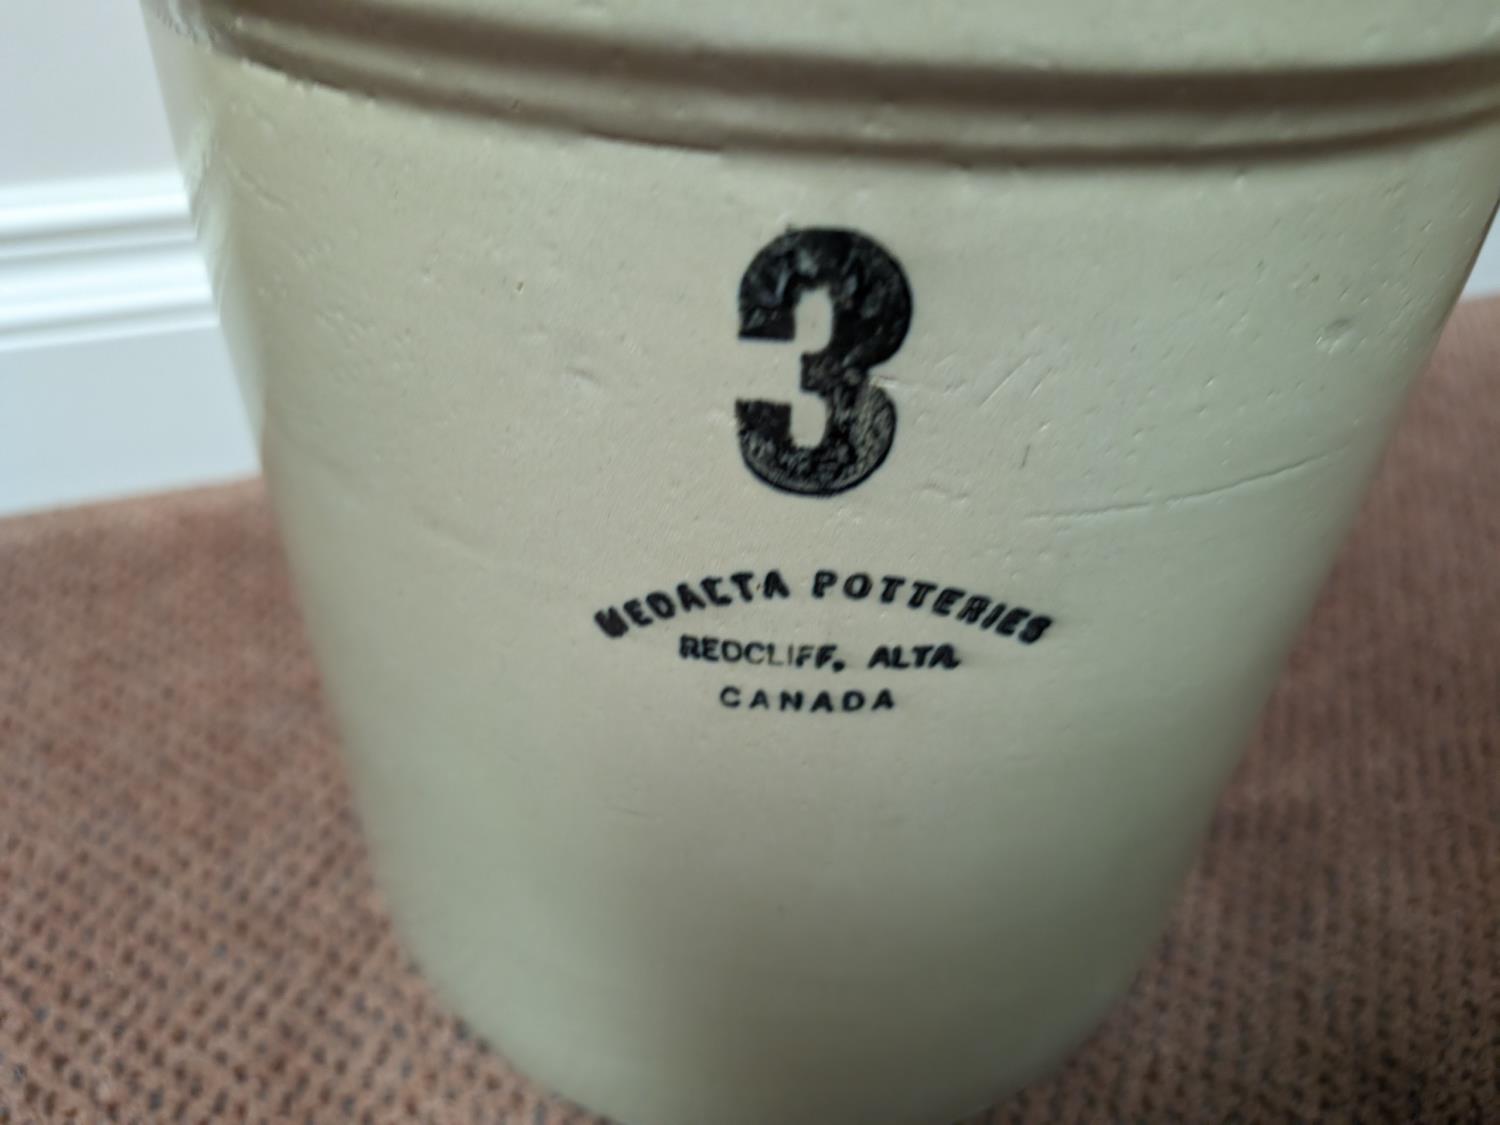 3
MEDALTA POTTERIES
REDCLIFF, ALTA
CANADA